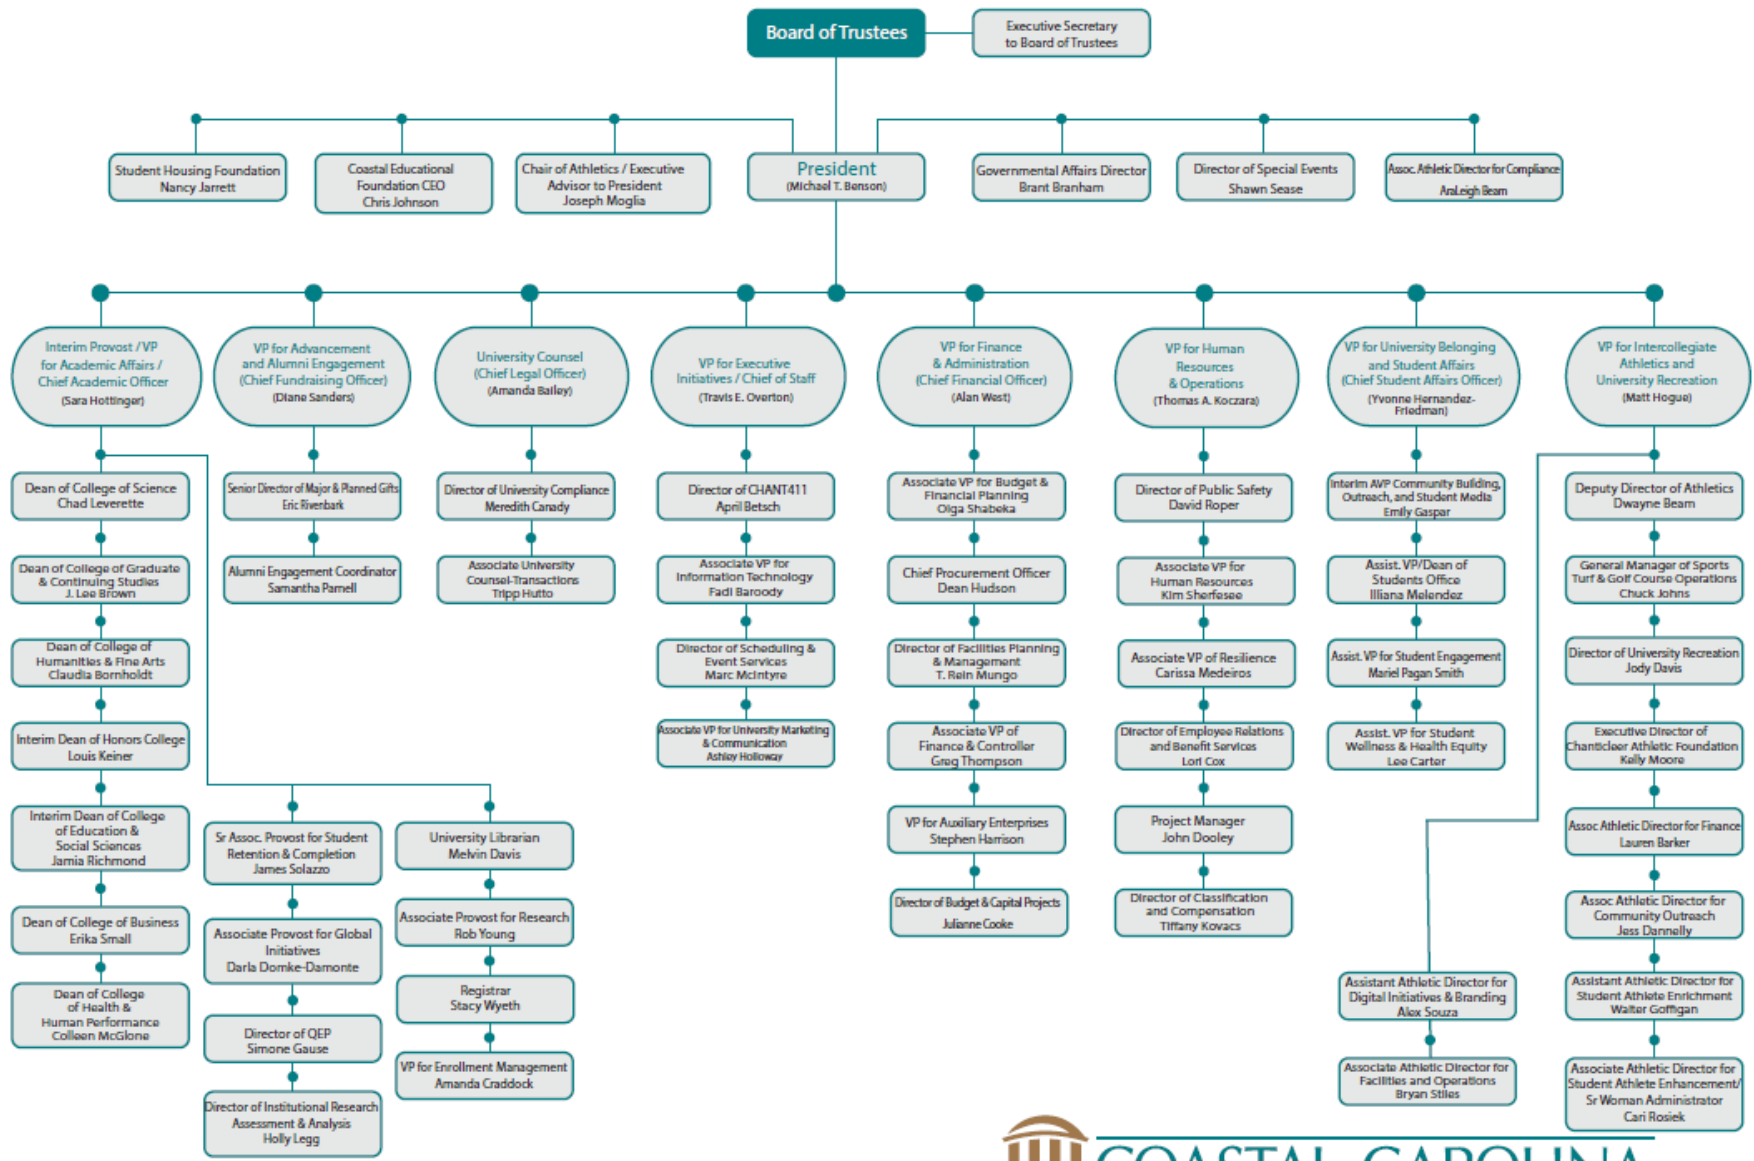 Board of Trustees
Executive Secretary
to Board of Trustees
Student Housing Foundation
Nancy Jarrett
Coastal Educational
Foundation CEO
Chris Johnson
Chair of Athletics / Executive
Advisor to President
Joseph Moglia
President
(Michael T. Benson)
Governmental Affairs Director
Brant Branham
Director of Special Events
Shawn Sease
Assoc. Athletic Director for Compliance
AraLeigh Beam
Interim Provost / VP
for Academic Affairs /
Chief Academic Officer
(Sara Hottinger)
VP for Advancement
and Alumni Engagement
(Chief Fundraising Officer)
(Diane Sanders)
University Counsel
(Chief Legal Officer)
(Amanda Bailey)
VP for Executive
Initiatives / Chief of Staff
(Travis E. Overton)
VP for Finance
& Administration
(Chief Financial Officer)
(Alan West)
VP for Human
Resources
& Operations
(Thomas A. Koczara)
VP for University Belonging
and Student Affairs
(Chief Student Affairs Officer)
(Yvonne Hernandez-
Friedman)
VP for Intercollegiate
Athletics and
University Recreation
(Matt Hogue)
Dean of College of Science
Chad Leverette
Dean of College of Graduate
& Continuing Studies
J. Lee Brown
Dean of College of
Humanities & Fine Arts
Claudia Bornholdt
Interim Dean of Honors College
Louis Keiner
Interim Dean of College
of Education &
Social Sciences
Jamia Richmond
Dean of College of Business
Erika Small
Dean of College
of Health &
Human Performance
Colleen McGlone
Sr Assoc. Provost for Student
Retention & Completion
James Solazzo
Associate Provost for Global
Initiatives
Darla Domke-Damonte
Director of QEP
Simone Gause
Director of Institutional Research
Assessment & Analysis
Holly Legg
University Librarian
Melvin Davis
Associate Provost for Research
Rob Young
Registrar
Stacy Wyeth
VP for Enrollment Management
Amanda Craddock
Senior Director of Major & Planned Gifts
Eric Rivenbark
Alumni Engagement Coordinator
Samantha Parnell
Director of University Compliance
Meredith Canady
Associate University
Counsel-Transactions
Tripp Hutto
Director of CHANT411
April Betsch
Associate VP for
Information Technology
Fadi Baroody
Director of Scheduling &
Event Services
Marc McIntyre
Associate VP for University Marketing
& Communication
Ashley Holloway
Associate VP for Budget &
Financial Planning
Olga Shabeka
Chief Procurement Officer
Dean Hudson
Director of Facilities Planning
& Management
T. Rein Mungo
Associate VP of
Finance & Controller
Greg Thompson
VP for Auxiliary Enterprises
Stephen Harrison
Director of Budget & Capital Projects
Julianne Cooke
Director of Public Safety
David Roper
Associate VP for
Human Resources
Kim Sherfesee
Associate VP of Resilience
Carissa Medeiros
Director of Employee Relations
and Benefit Services
Lori Cox
Project Manager
John Dooley
Director of Classification
and Compensation
Tiffany Kovacs
Interim AVP Community Building,
Outreach, and Student Media
Emily Gaspar
Assist. VP/Dean of
Students Office
Illiana Melendez
Assist. VP for Student Engagement
Mariel Pagan Smith
Assist. VP for Student
Wellness & Health Equity
Lee Carter
Deputy Director of Athletics
Dwayne Beam
General Manager of Sports
Turf & Golf Course Operations
Chuck Johns
Director of University Recreation
Jody Davis
Executive Director of
Chanticleer Athletic Foundation
Kelly Moore
Assoc Athletic Director for Finance
Lauren Barker
Assoc Athletic Director for
Community Outreach
Jess Dannelly
Assistant Athletic Director for
Student Athlete Enrichment
Walter Goffigan
Associate Athletic Director for
Student Athlete Enhancement/
Sr Woman Administrator
Cari Rosiek
Assistant Athletic Director for
Digital Initiatives & Branding
Alex Souza
Associate Athletic Director for
Facilities and Operations
Bryan Stiles
COASTAL CAROLINA